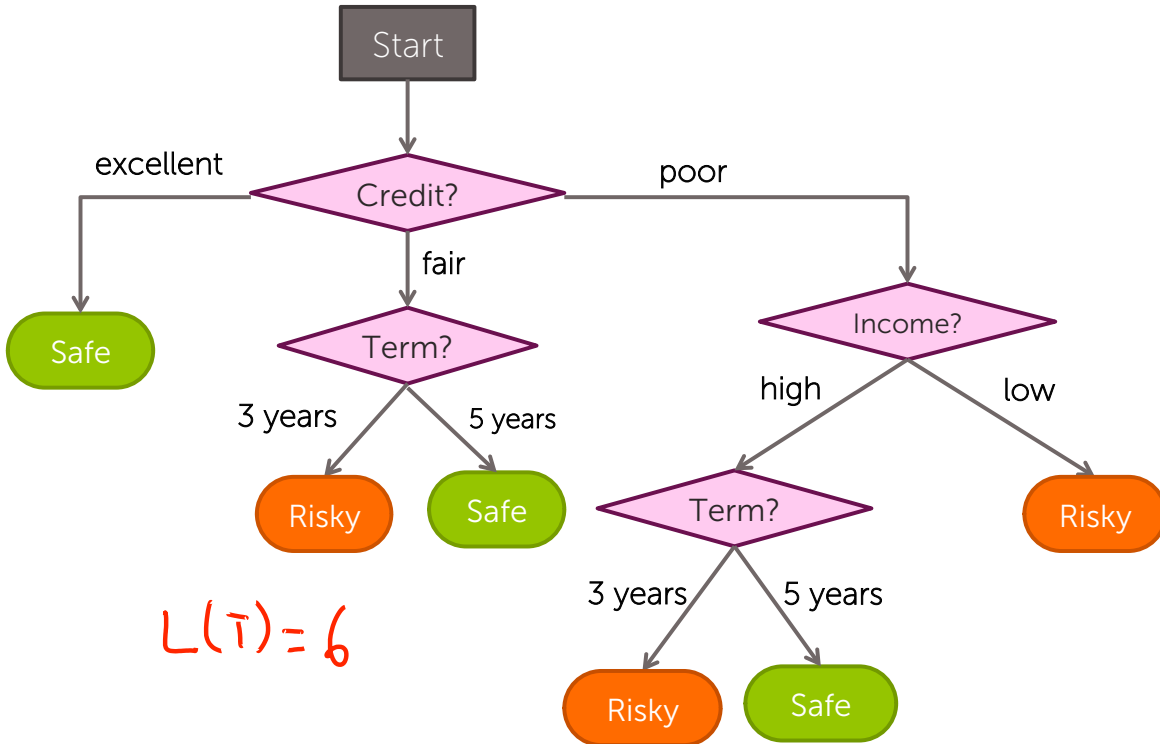 Start
excellent
Credit?
poor
fair
Safe
Term?
Income?
3 years
5 years
high
low
Risky
Safe
Term?
Risky
3 years
5 years
L(T) = 6
Risky
Safe